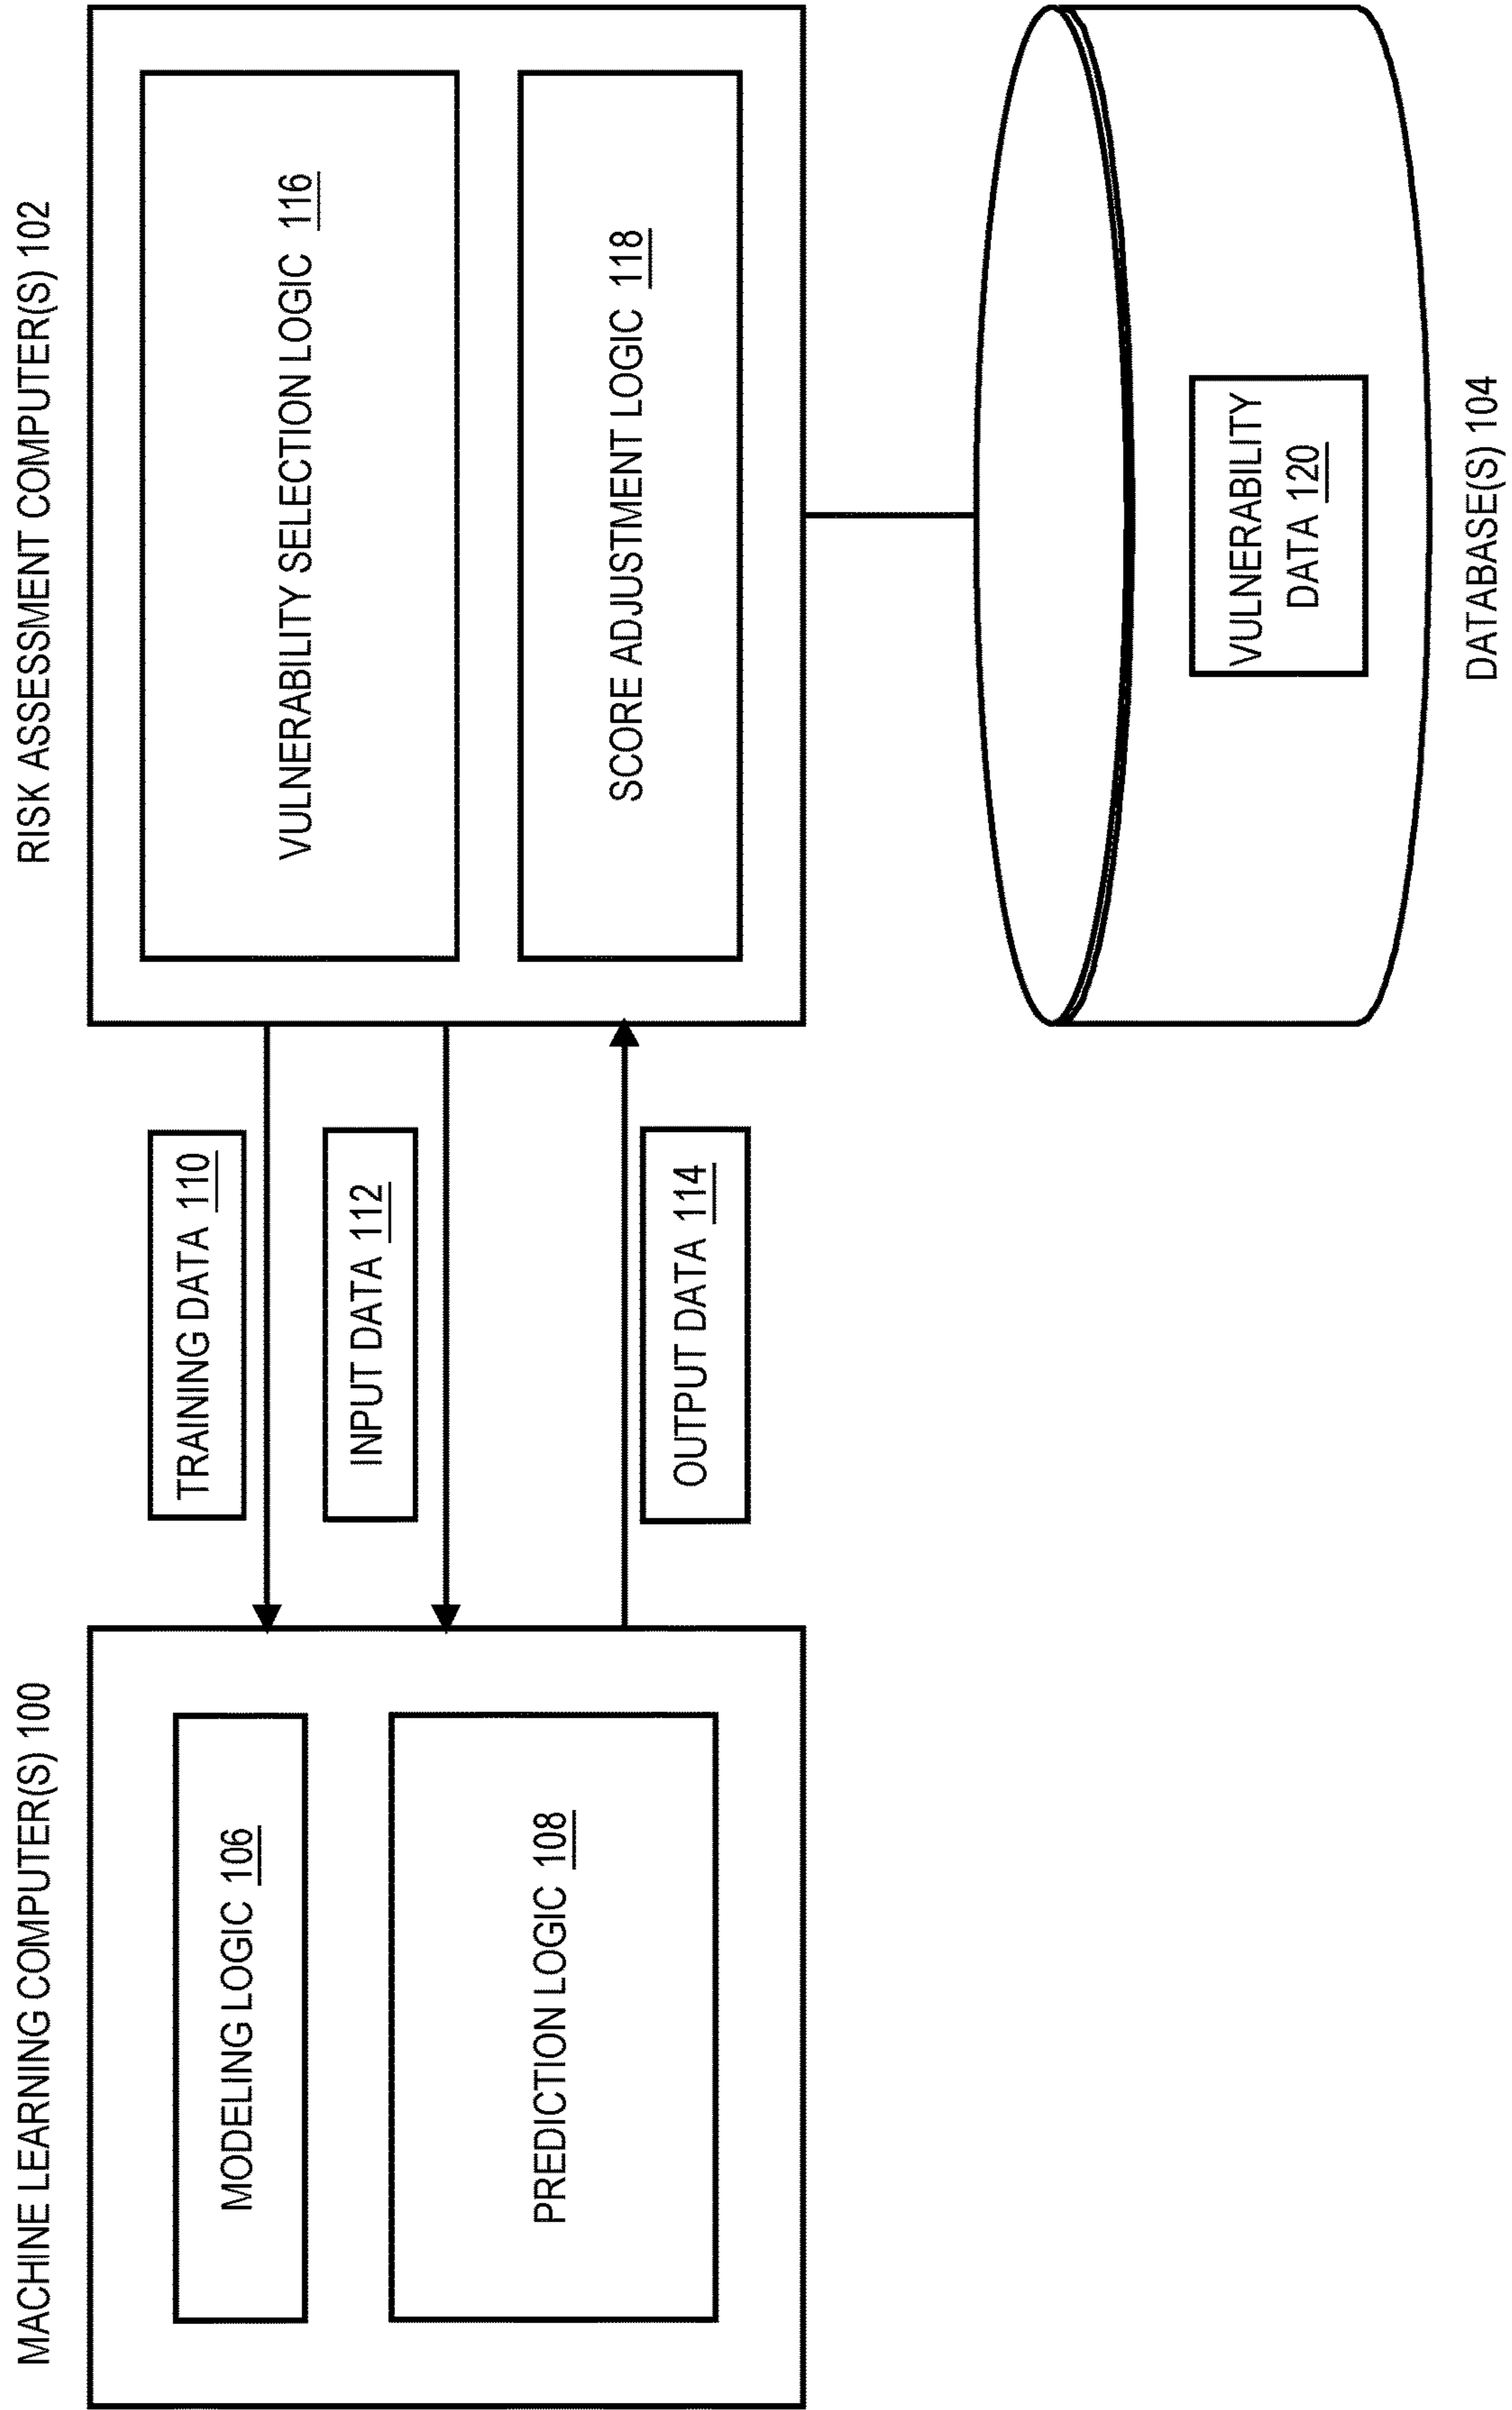 MACHINE LEARNING COMPUTER(S) 100
MODELING LOGIC 106
PREDICTION LOGIC 108
TRAINING DATA 110
INPUT DATA 112
OUTPUT DATA 114
RISK ASSESSMENT COMPUTER(S) 102
VULNERABILITY SELECTION LOGIC 116
SCORE ADJUSTMENT LOGIC 118
VULNERABILITY
DATA 120
DATABASE(S) 104